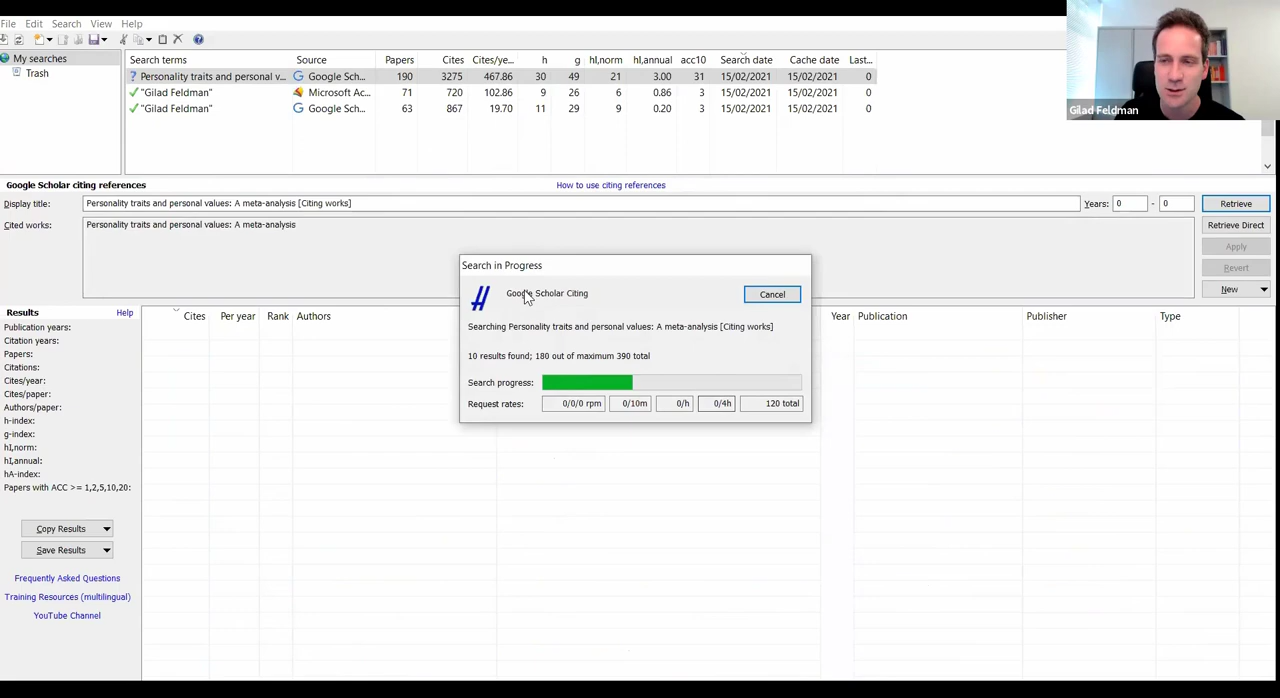 File Edit Search View Help
My searches
Trash
Search terms Source Papers Cites Cites/ye... h g hI,norm hI,annual acc10 Search date Cache date Last...
Personality traits and personal v... Google Sch... 190 3275 467.86 30 49 21 3.00 31 15/02/2021 15/02/2021 0
"Gilad Feldman" Microsoft Ac... 71 720 102.86 9 26 6 0.86 3 15/02/2021 15/02/2021 0
"Gilad Feldman" Google Sch... 63 867 19.70 11 29 9 0.20 3 15/02/2021 15/02/2021 0
Gilad Feldman
Google Scholar citing references How to use citing references
Display title: Personality traits and personal values: A meta-analysis [Citing works] Years: 0 - 0 Retrieve
Cited works: Personality traits and personal values: A meta-analysis Retrieve Direct
Apply
Revert
New
Search in Progress
Google Scholar Citing Cancel
Searching Personality traits and personal values: A meta-analysis [Citing works]
10 results found; 180 out of maximum 390 total
Search progress:
Request rates: 0/0/0 rpm 0/10m 0/h 0/4h 120 total
Results Help
Cites Per year Rank Authors Year Publication Publisher Type
Publication years:
Citation years:
Papers:
Citations:
Cites/year:
Cites/paper:
Authors/paper:
h-index:
g-index:
hI,norm:
hI,annual:
hA-index:
Papers with ACC >= 1,2,5,10,20:
Copy Results
Save Results
Frequently Asked Questions
Training Resources (multilingual)
YouTube Channel